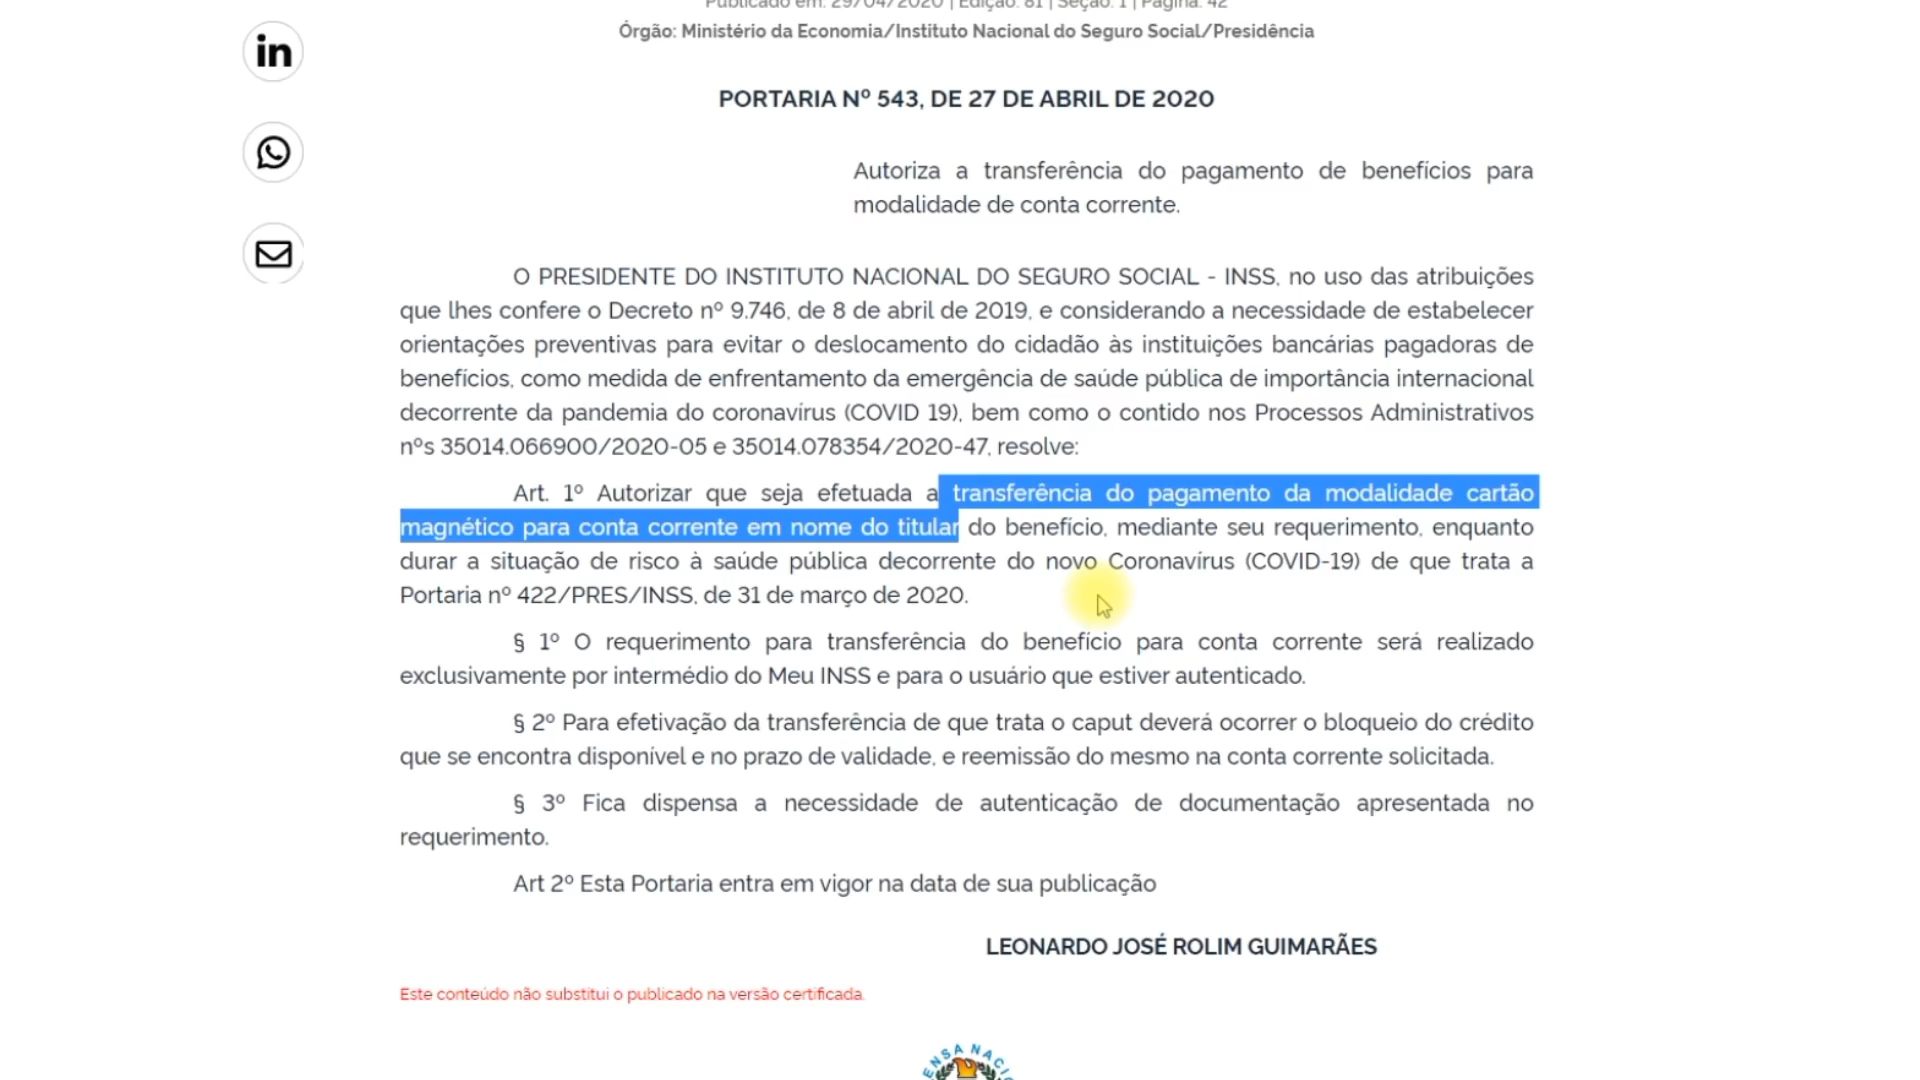 Publicado em: 29/04/2020 | Edição: 81 | Seção: 1 | Página: 42
Órgão: Ministério da Economia/Instituto Nacional do Seguro Social/Presidência
PORTARIA Nº 543, DE 27 DE ABRIL DE 2020
Autoriza a transferência do pagamento de benefícios para
modalidade de conta corrente.
O PRESIDENTE DO INSTITUTO NACIONAL DO SEGURO SOCIAL - INSS, no uso das atribuições
que lhes confere o Decreto nº 9.746, de 8 de abril de 2019, e considerando a necessidade de estabelecer
orientações preventivas para evitar o deslocamento do cidadão às instituições bancárias pagadoras de
benefícios, como medida de enfrentamento da emergência de saúde pública de importância internacional
decorrente da pandemia do coronavírus (COVID 19), bem como o contido nos Processos Administrativos
nºs 35014.066900/2020-05 e 35014.078354/2020-47, resolve:
Art. 1º Autorizar que seja efetuada a transferência do pagamento da modalidade cartão
magnético para conta corrente em nome do titular do benefício, mediante seu requerimento, enquanto
durar a situação de risco à saúde pública decorrente do novo Coronavírus (COVID-19) de que trata a
Portaria nº 422/PRES/INSS, de 31 de março de 2020.
§ 1º O requerimento para transferência do benefício para conta corrente será realizado
exclusivamente por intermédio do Meu INSS e para o usuário que estiver autenticado.
§ 2º Para efetivação da transferência de que trata o caput deverá ocorrer o bloqueio do crédito
que se encontra disponível e no prazo de validade, e reemissão do mesmo na conta corrente solicitada.
§ 3º Fica dispensa a necessidade de autenticação de documentação apresentada no
requerimento.
Art 2º Esta Portaria entra em vigor na data de sua publicação
LEONARDO JOSÉ ROLIM GUIMARÃES
Este conteúdo não substitui o publicado na versão certificada.